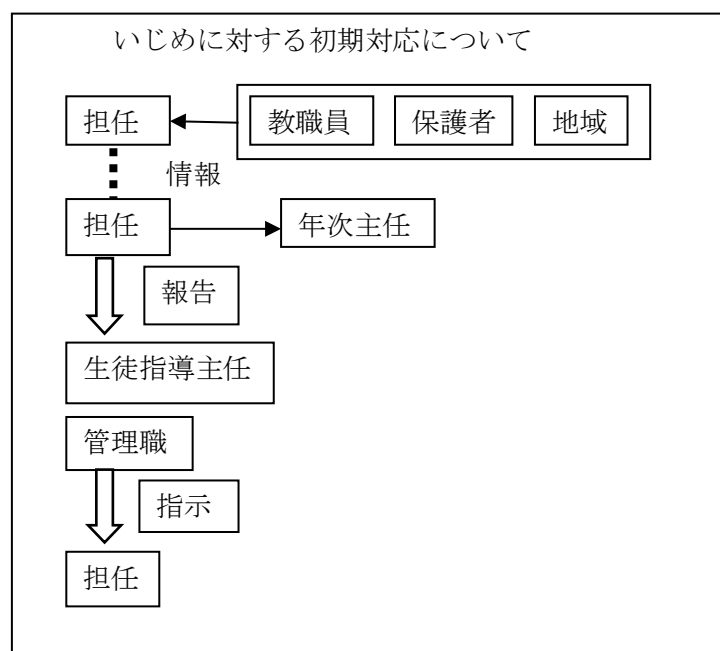 いじめに対する初期対応について
担任 教職員 保護者 地域
情報
担任 年次主任
報告
生徒指導主任
管理職
指示
担任